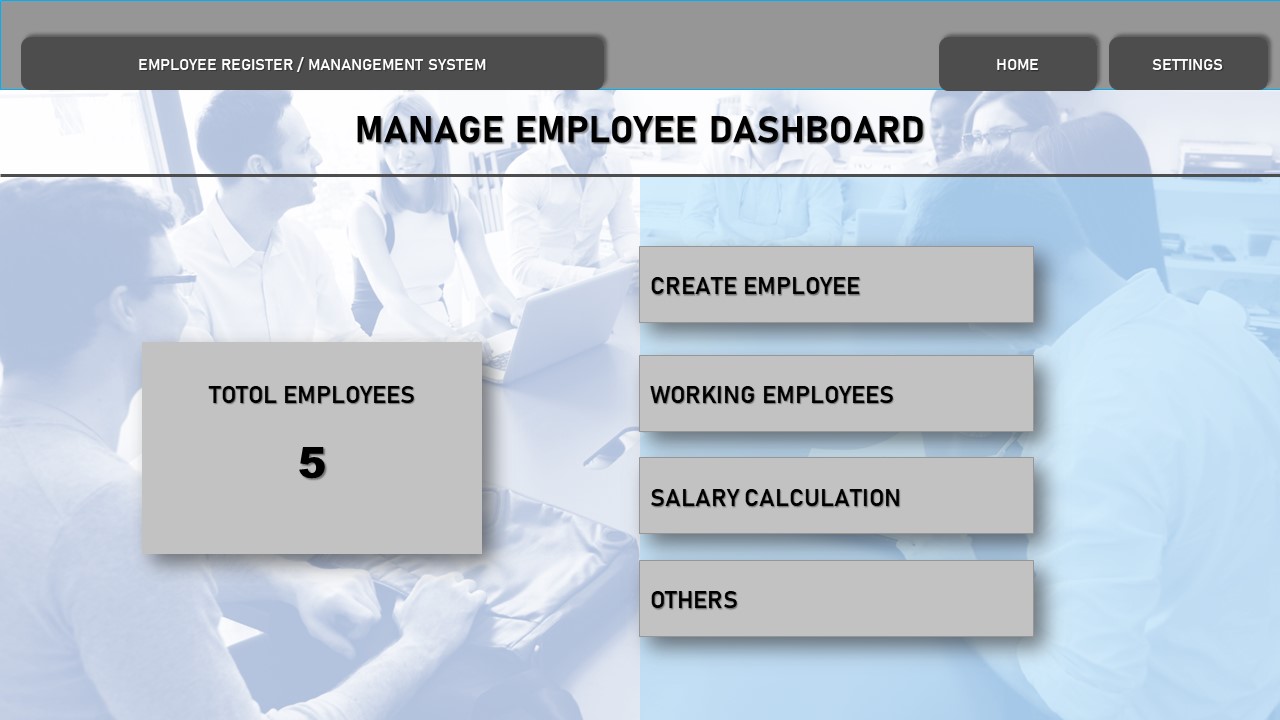 EMPLOYEE REGISTER / MANANGEMENT SYSTEM
HOME
SETTINGS
MANAGE EMPLOYEE DASHBOARD
CREATE EMPLOYEE
TOTOL EMPLOYEES
5
WORKING EMPLOYEES
SALARY CALCULATION
OTHERS